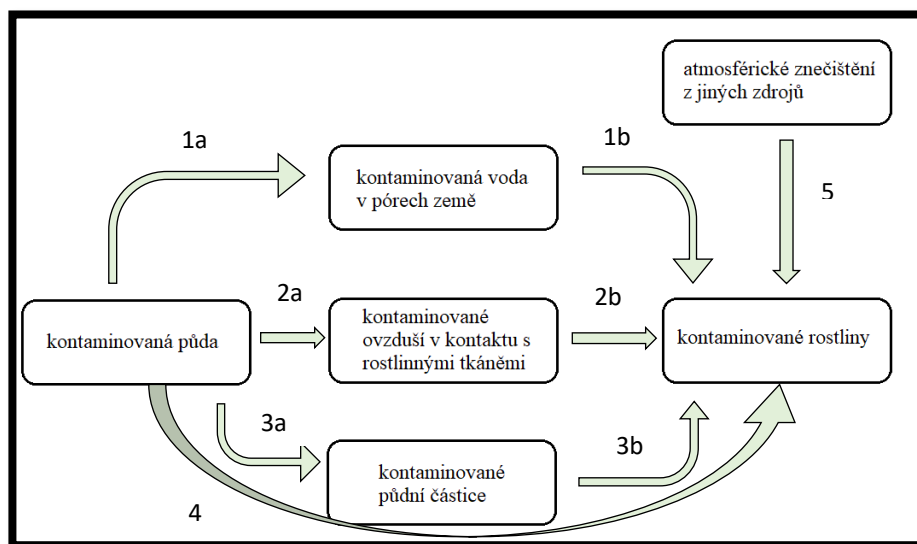 atmosférické znečištění
z jiných zdrojů
1a
1b
kontaminovaná voda
v pórech země
5
2a
2b
kontaminovaná půda
kontaminované
ovzduší v kontaktu s
rostlinnými tkáněmi
kontaminované rostliny
3a
3b
kontaminované
půdní částice
4